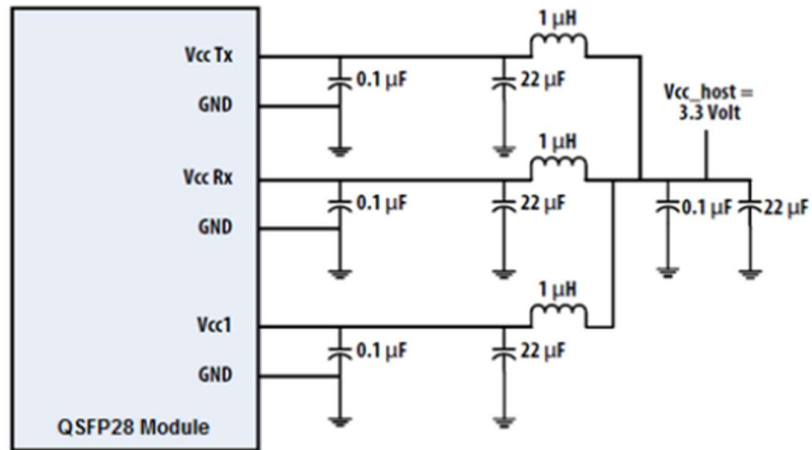 1 μH
Vcc Tx
0.1 μF
22 μF
GND
Vcc_host =
3.3 Volt
1 μH
Vcc Rx
0.1 μF
22 μF
0.1 μF
22 μF
GND
1 μH
Vcc1
0.1 μF
22 μF
GND
QSFP28 Module